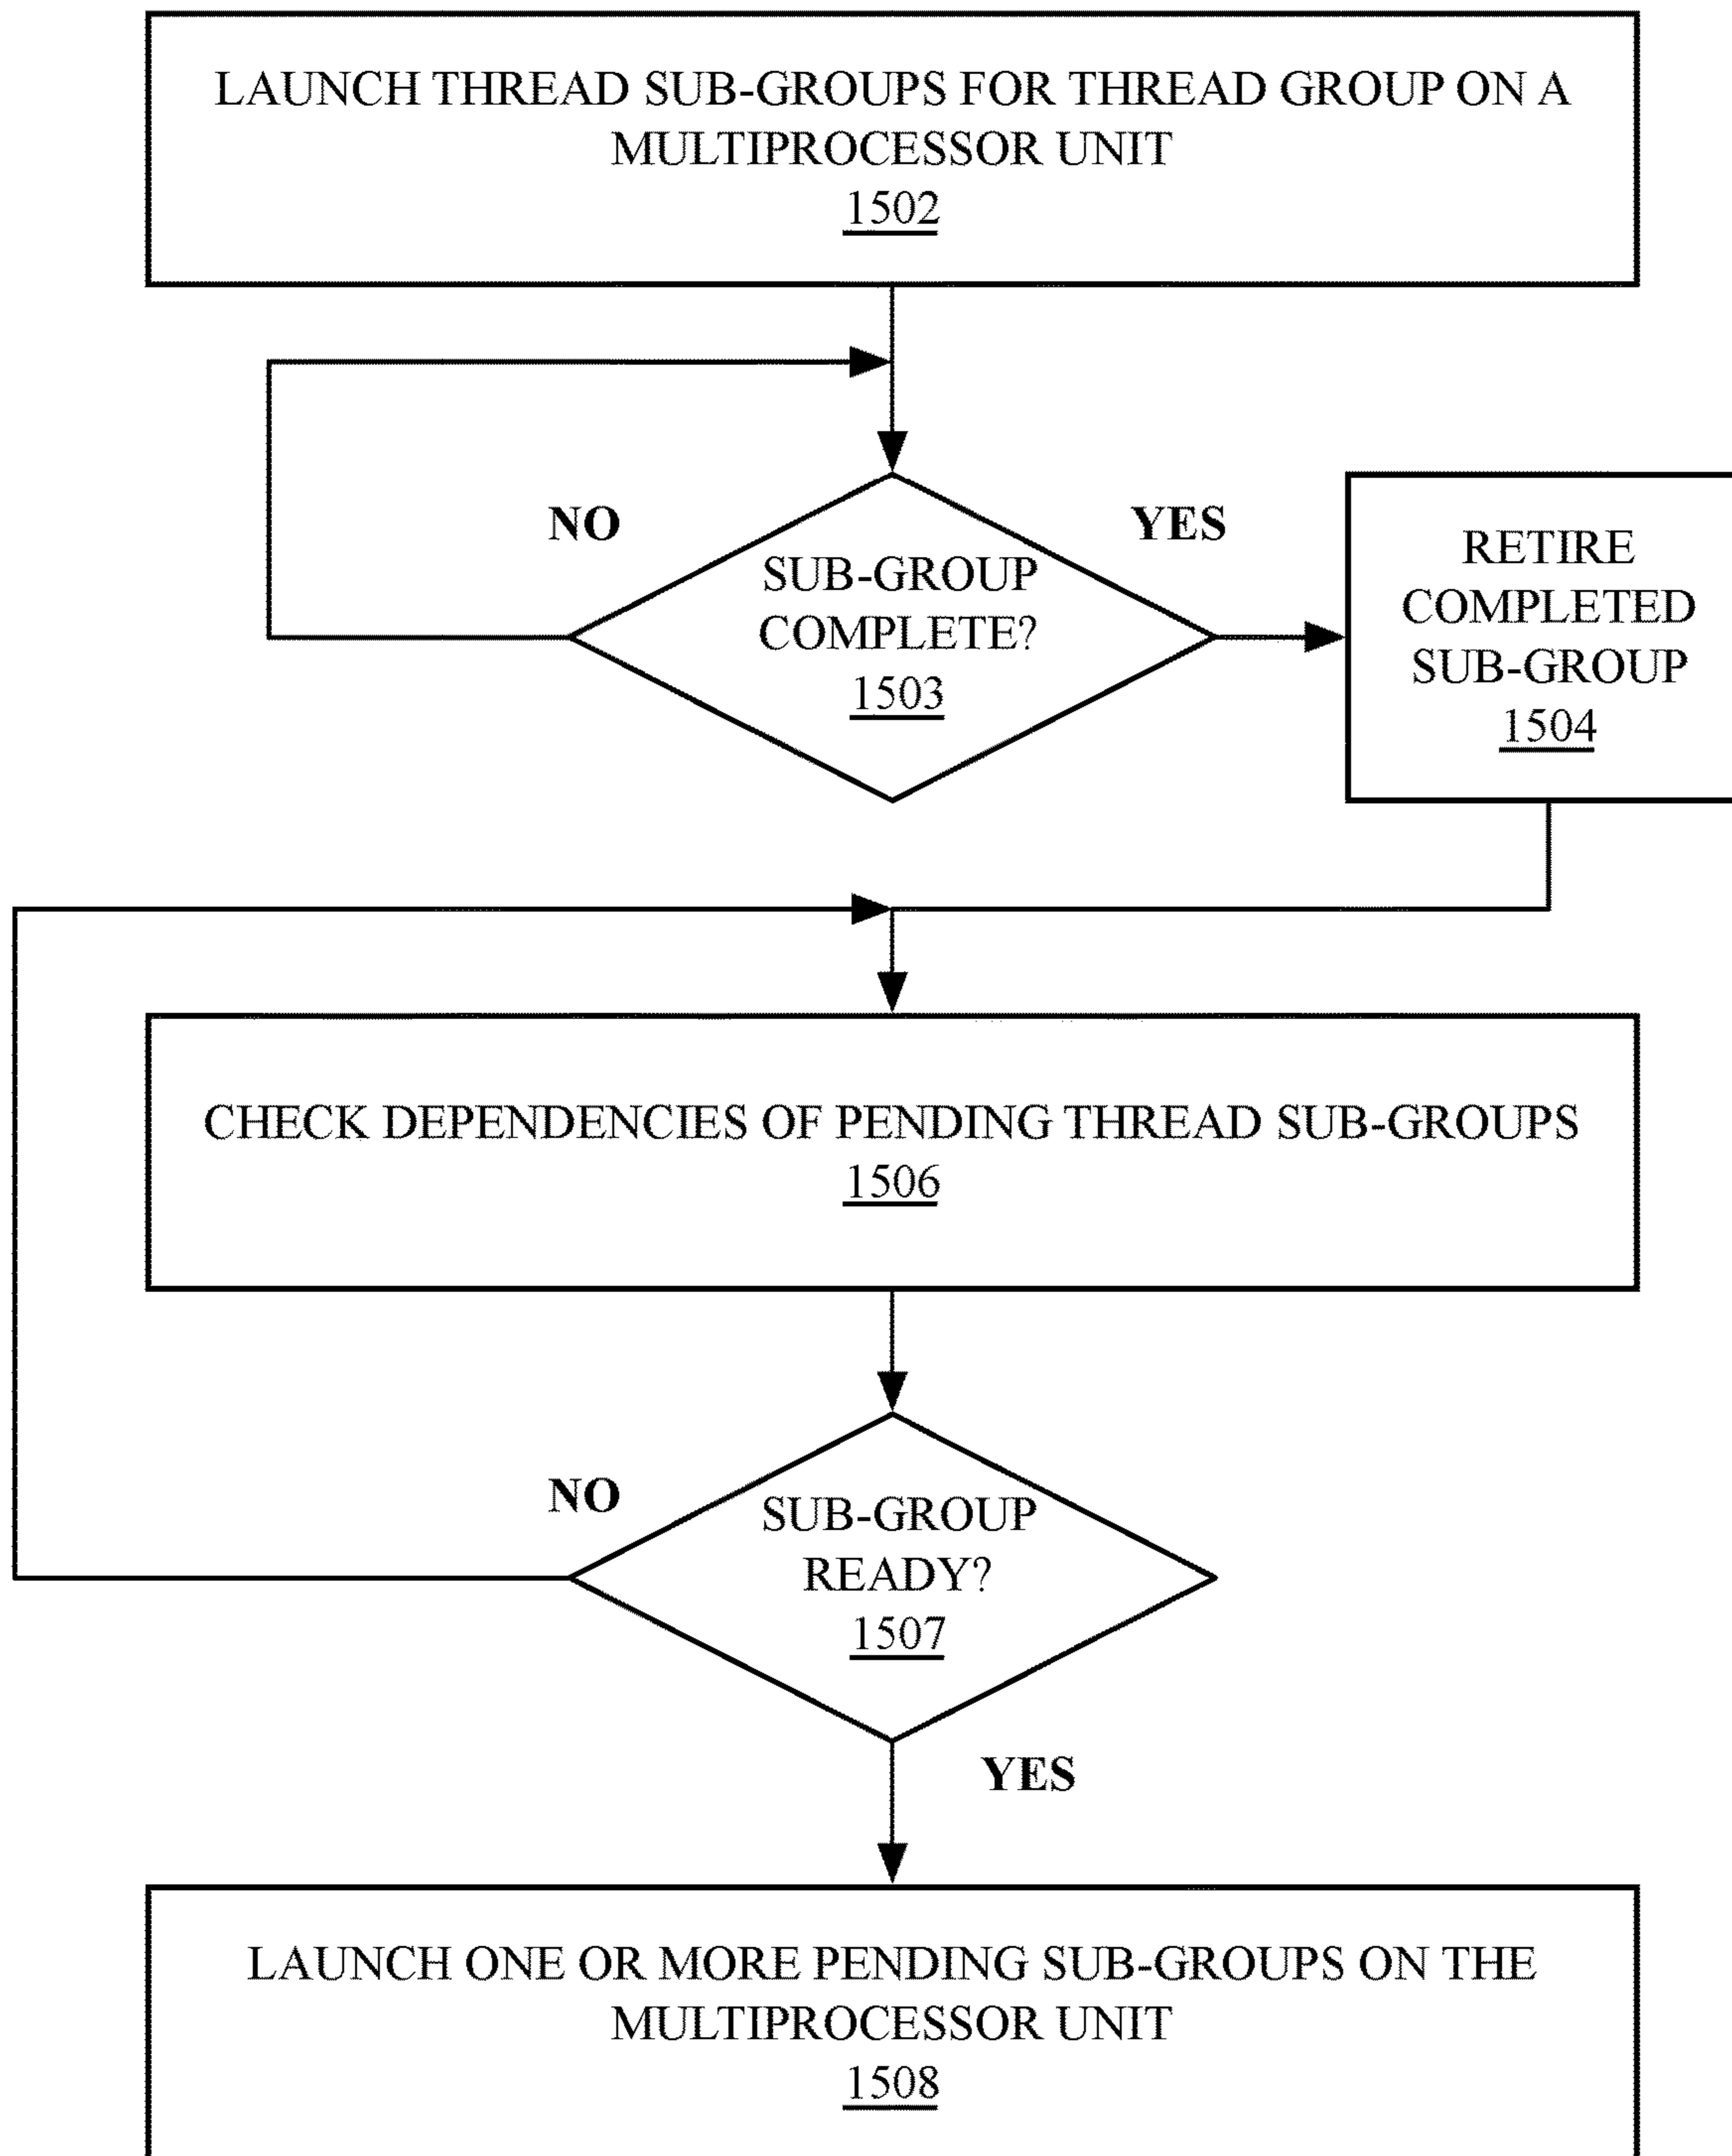 LAUNCH THREAD SUB-GROUPS FOR THREAD GROUP ON A
MULTIPROCESSOR UNIT
1502
NO
YES
SUB-GROUP
COMPLETE?
1503
RETIRE
COMPLETED
SUB-GROUP
1504
CHECK DEPENDENCIES OF PENDING THREAD SUB-GROUPS
1506
NO
SUB-GROUP
READY?
1507
YES
LAUNCH ONE OR MORE PENDING SUB-GROUPS ON THE
MULTIPROCESSOR UNIT
1508